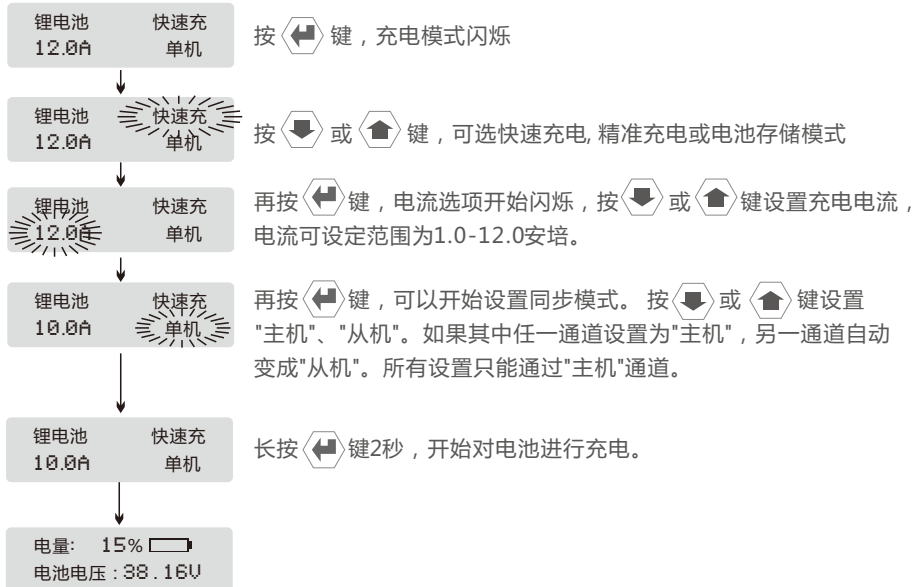 锂电池 快速充
12.0A 单机
按 键，充电模式闪烁
锂电池 快速充
12.0A 单机
按 或 键，可选快速充电, 精准充电或电池存储模式
锂电池 快速充
12.0A 单机
再按 键，电流选项开始闪烁，按 或 键设置充电电流，
电流可设定范围为1.0-12.0安培。
锂电池 快速充
10.0A 单机
再按 键，可以开始设置同步模式。 按 或 键设置
"主机"、"从机"。如果其中任一通道设置为"主机"，另一通道自动
变成"从机"。所有设置只能通过"主机"通道。
锂电池 快速充
10.0A 单机
长按 键2秒，开始对电池进行充电。
电量: 15%
电池电压：38.16V